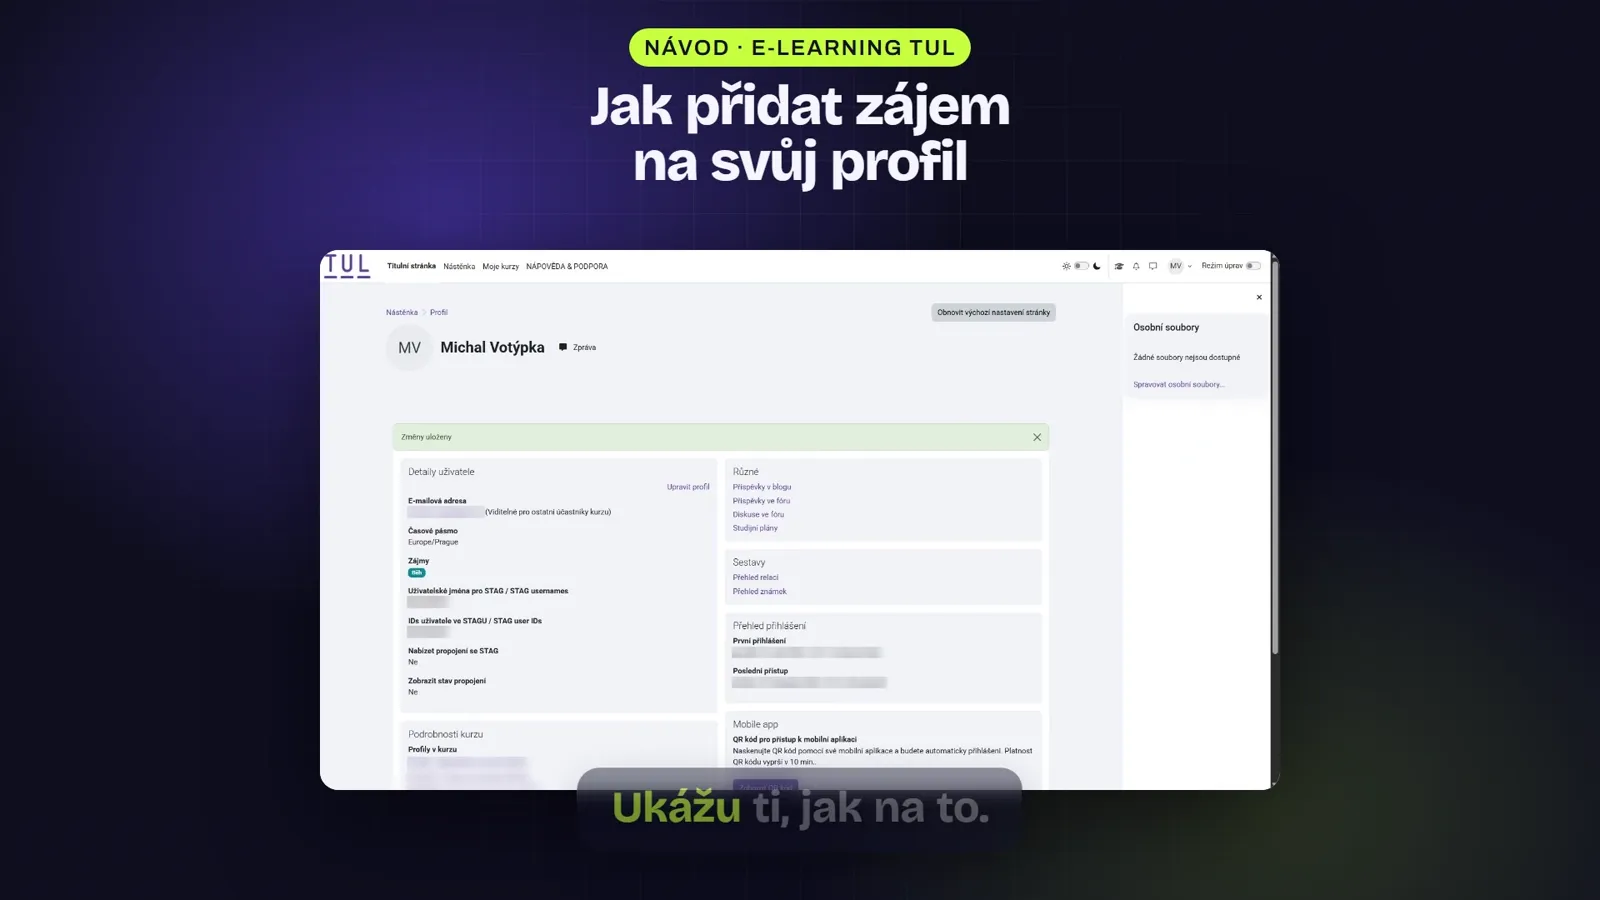 NÁVOD · E-LEARNING TUL
Jak přidat zájem
na svůj profil
TUL
Titulní stránka Nástěnka Moje kurzy NÁPOVĚDA & PODPORA
MV Režim úprav
Nástěnka Profil
Obnovit výchozí nastavení stránky
MV Michal Votýpka Zpráva
Osobní soubory
Žádné soubory nejsou dostupné
Spravovat osobní soubory...
Změny uloženy
Detaily uživatele
Upravit profil
E-mailová adresa
(Viditelné pro ostatní účastníky kurzu)
Časové pásmo
Europe/Prague
Zájmy
Běh
Uživatelské jména pro STAG / STAG usernames
IDs uživatele ve STAGU / STAG user IDs
Nabízet propojení se STAG
Ne
Zobrazit stav propojení
Ne
Podrobnosti kurzu
Profily v kurzu
Různé
Příspěvky v blogu
Příspěvky ve fóru
Diskuse ve fóru
Studijní plány
Sestavy
Přehled relací
Přehled známek
Přehled přihlášení
První přihlášení
Poslední přístup
Mobile app
QR kód pro přístup k mobilní aplikaci
Naskenujte QR kód pomocí své mobilní aplikace a budete automaticky přihlášeni. Platnost
QR kódu vyprší v 10 min..
Zobrazit QR kód
Ukážu ti, jak na to.